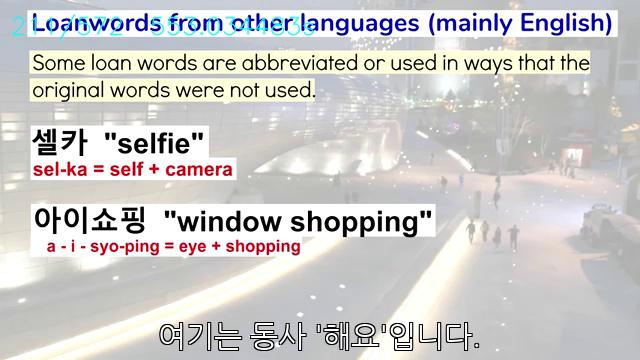 Loanwords from other languages (mainly English)
Some loan words are abbreviated or used in ways that the
original words were not used.
셀카 "selfie"
sel-ka = self + camera
아이쇼핑 "window shopping"
a - i - syo-ping = eye + shopping
여기는 동사 '해요'입니다.